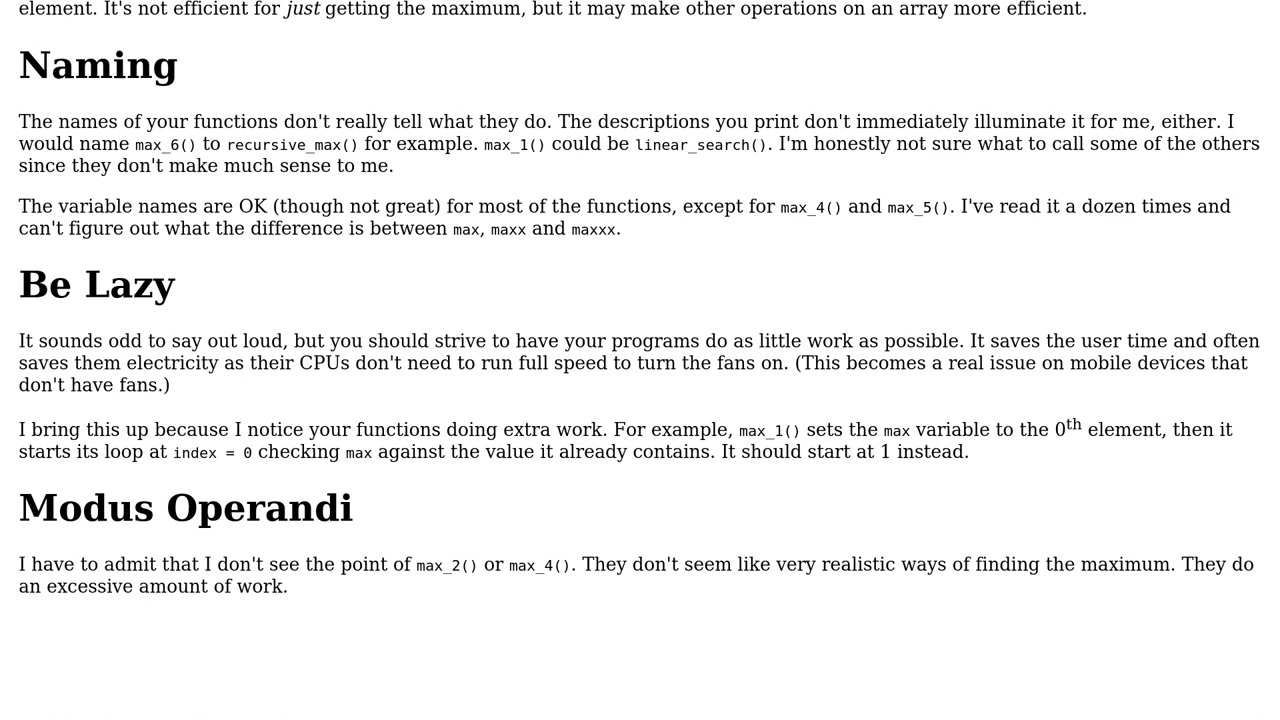 element. It's not efficient for just getting the maximum, but it may make other operations on an array more efficient.
Naming
The names of your functions don't really tell what they do. The descriptions you print don't immediately illuminate it for me, either. I
would name max_6() to recursive_max() for example. max_1() could be linear_search(). I'm honestly not sure what to call some of the others
since they don't make much sense to me.
The variable names are OK (though not great) for most of the functions, except for max_4() and max_5(). I've read it a dozen times and
can't figure out what the difference is between max, maxx and maxxx.
Be Lazy
It sounds odd to say out loud, but you should strive to have your programs do as little work as possible. It saves the user time and often
saves them electricity as their CPUs don't need to run full speed to turn the fans on. (This becomes a real issue on mobile devices that
don't have fans.)
I bring this up because I notice your functions doing extra work. For example, max_1() sets the max variable to the 0th element, then it
starts its loop at index = 0 checking max against the value it already contains. It should start at 1 instead.
Modus Operandi
I have to admit that I don't see the point of max_2() or max_4(). They don't seem like very realistic ways of finding the maximum. They do
an excessive amount of work.